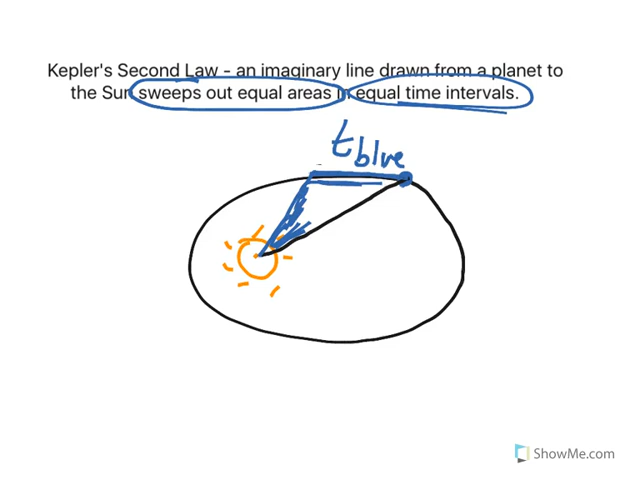 Kepler's Second Law - an imaginary line drawn from a planet to
the Sun sweeps out equal areas in equal time intervals.
t blue
ShowMe.com